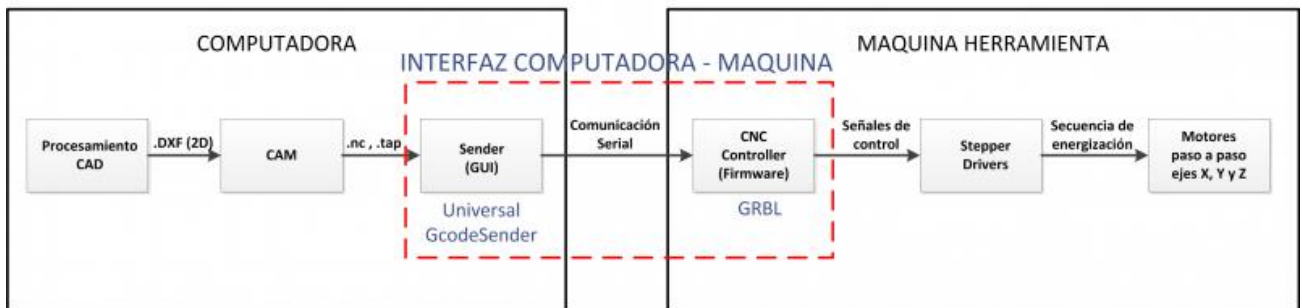 COMPUTADORA
MAQUINA HERRAMIENTA
INTERFAZ COMPUTADORA - MAQUINA
Procesamiento
CAD
.DXF (2D)
CAM
.nc , .tap
Sender
(GUI)
Universal
GcodeSender
Comunicación
Serial
CNC
Controller
(Firmware)
GRBL
Señales de
control
Stepper
Drivers
Secuencia de
energización
Motores
paso a paso
ejes X, Y y Z